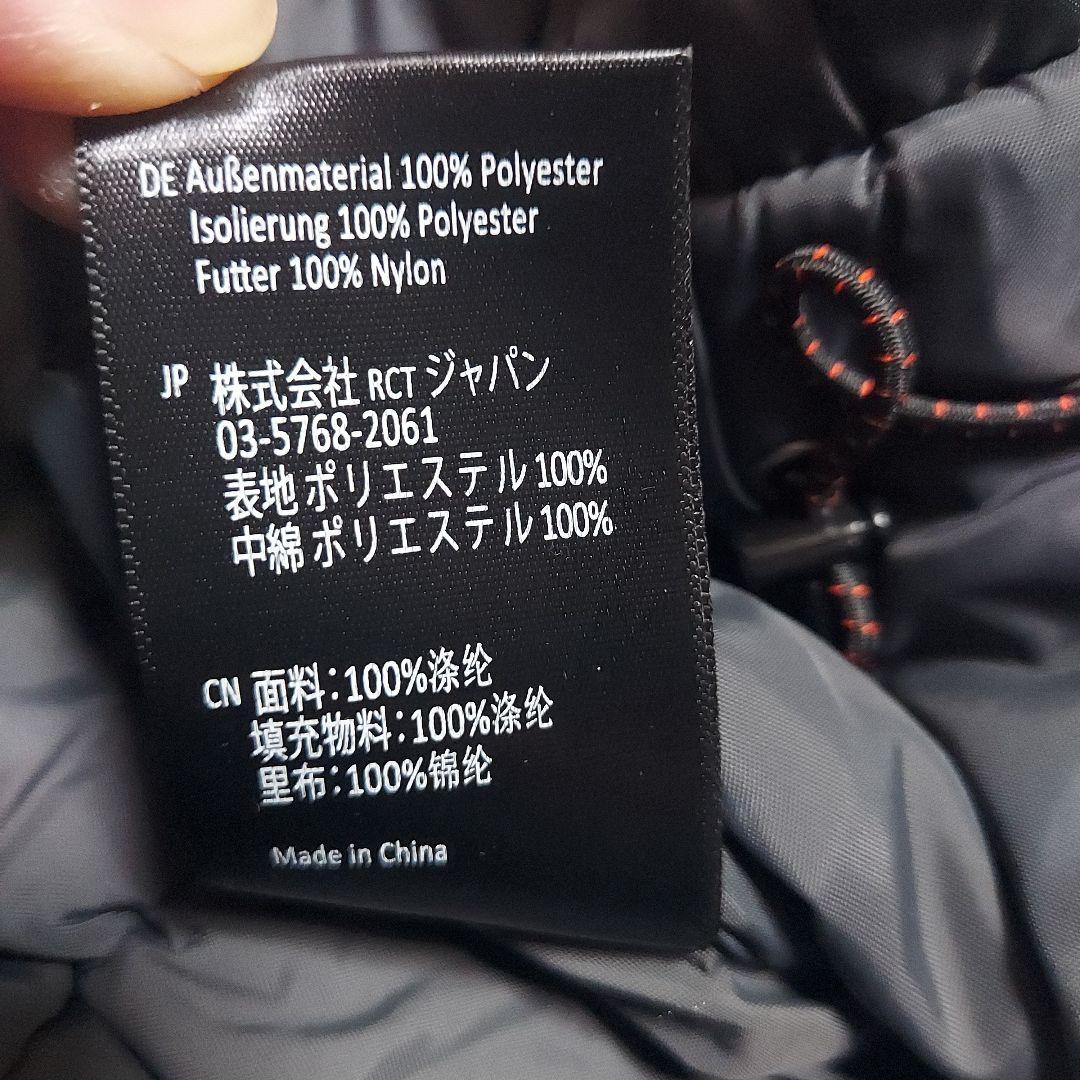 DE Außenmaterial 100% Polyester
Isolierung 100% Polyester
Futter 100% Nylon
JP 株式会社 RCT ジャパン
03-5768-2061
表地 ポリエステル 100%
中綿 ポリエステル 100%
CN 面料：100%涤纶
填充物料：100%涤纶
里布：100%锦纶
Made in China